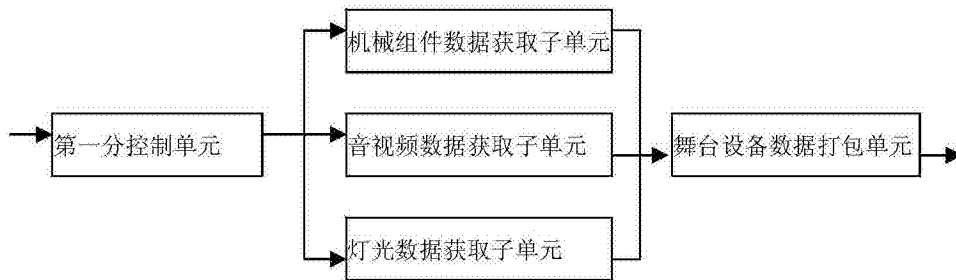 机械组件数据获取子单元
第一分控制单元
音视频数据获取子单元
舞台设备数据打包单元
灯光数据获取子单元